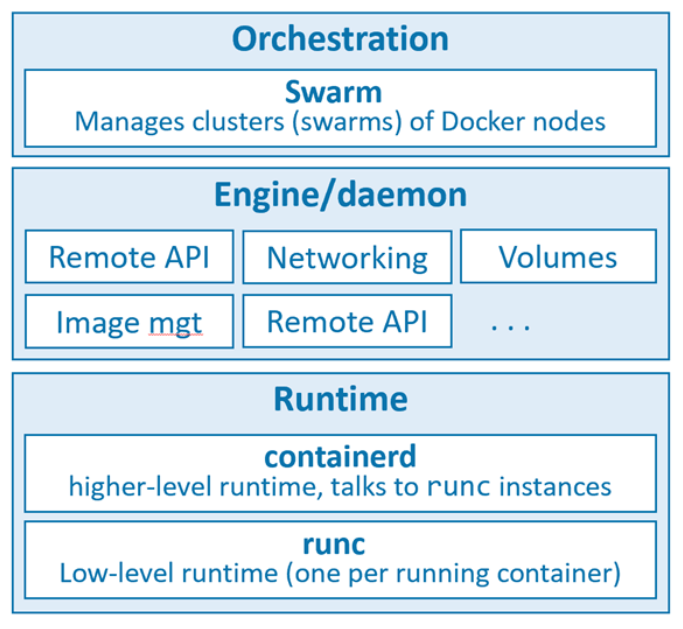 Orchestration
Swarm
Manages clusters (swarms) of Docker nodes
Engine/daemon
Remote API
Networking
Volumes
Image mgt
Remote API
...
Runtime
containerd
higher-level runtime, talks to runc instances
runc
Low-level runtime (one per running container)